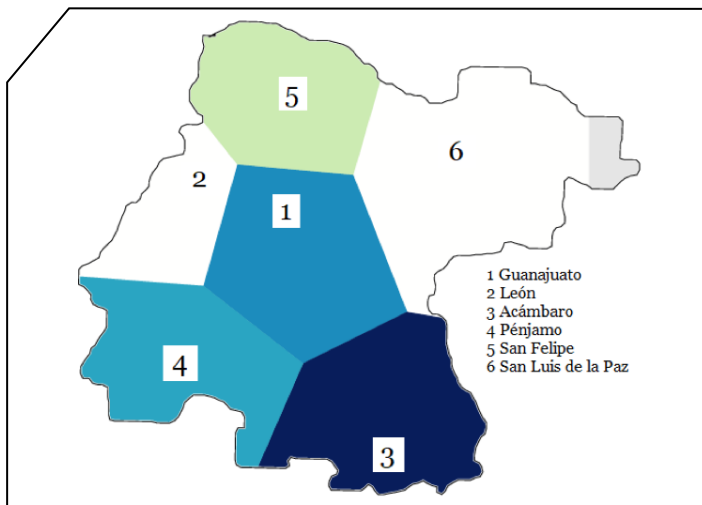 5
6
2
1
1 Guanajuato
2 León
3 Acámbaro
4 Pénjamo
5 San Felipe
6 San Luis de la Paz
4
3